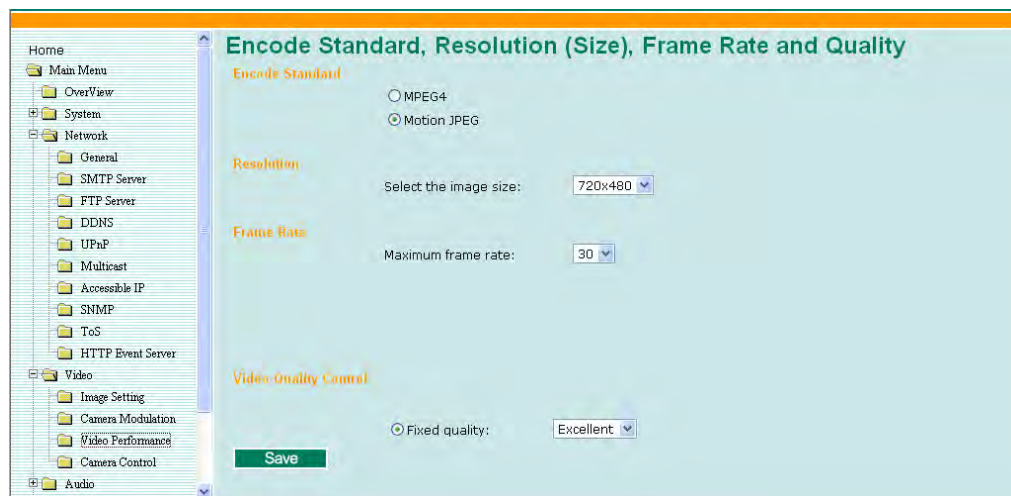 Home
Main Menu
OverView
System
Network
General
SMTP Server
FTP Server
DDNS
UPnP
Multicast
Accessible IP
SNMP
ToS
HTTP Event Server
Video
Image Setting
Camera Modulation
Video Performance
Camera Control
Audio
Encode Standard, Resolution (Size), Frame Rate and Quality
Encode Standard
MPEG4
Motion JPEG
Resolution
Select the image size: 720x480
Frame Rate
Maximum frame rate: 30
Video Quality Control
Fixed quality: Excellent
Save